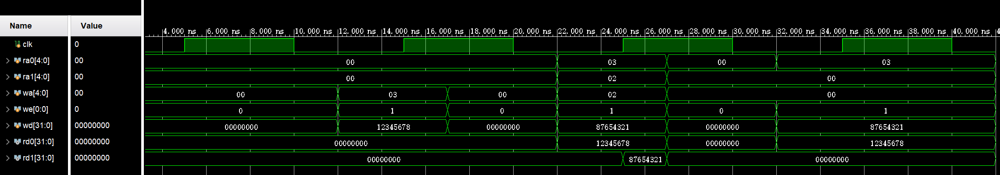 Name Value
4.000 ns 6.000 ns 8.000 ns 10.000 ns 12.000 ns 14.000 ns 16.000 ns 18.000 ns 20.000 ns 22.000 ns 24.000 ns 26.000 ns 28.000 ns 30.000 ns 32.000 ns 34.000 ns 36.000 ns 38.000 ns 40.000 ns
clk 0
ra0[4:0] 00 00 03 00 03
ra1[4:0] 00 00 02 00
wa[4:0] 00 00 03 00 02 00
we[0:0] 0 0 1 0 1 0 1
wd[31:0] 00000000 00000000 12345678 00000000 87654321 00000000 87654321
rd0[31:0] 00000000 00000000 12345678 00000000 12345678
rd1[31:0] 00000000 00000000 87654321 00000000